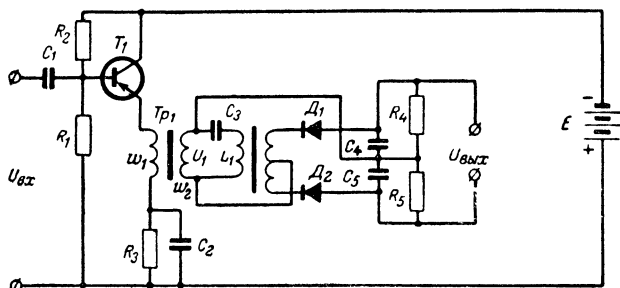 R₂
T₁
C₁
Тр₁
C₃
Д₁
R₄
E
−
+
R₁
w₁
U₁
L₁
C₄
Uвых
Uвх
w₂
Д₂
C₅
R₅
R₃
C₂